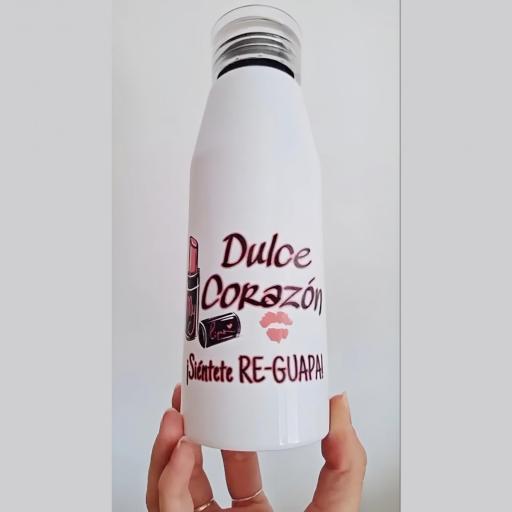 Dulce
Corazón
¡Siéntete RE-GUAPA!